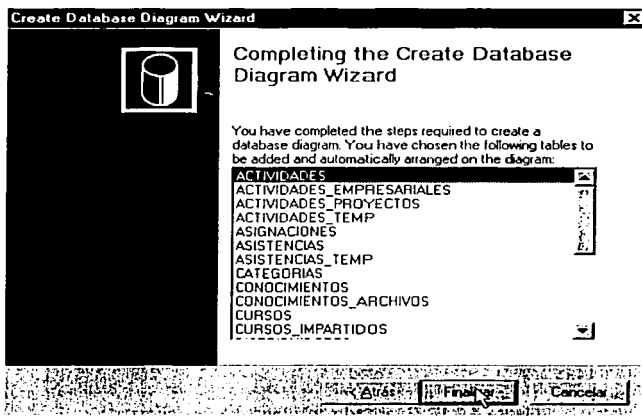 Create Database Diagram Wizard
Completing the Create Database
Diagram Wizard
You have completed the steps required to create a
database diagram. You have chosen the following tables to
be added and automatically arranged on the diagram:
ACTIVIDADES
ACTIVIDADES_EMPRESARIALES
ACTIVIDADES_PROYECTOS
ACTIVIDADES_TEMP
ASIGNACIONES
ASISTENCIAS
ASISTENCIAS_TEMP
CATEGORIAS
CONOCIMIENTOS
CONOCIMIENTOS_ARCHIVOS
CURSOS
CURSOS_IMPARTIDOS
< Atrás Finalizar Cancelar